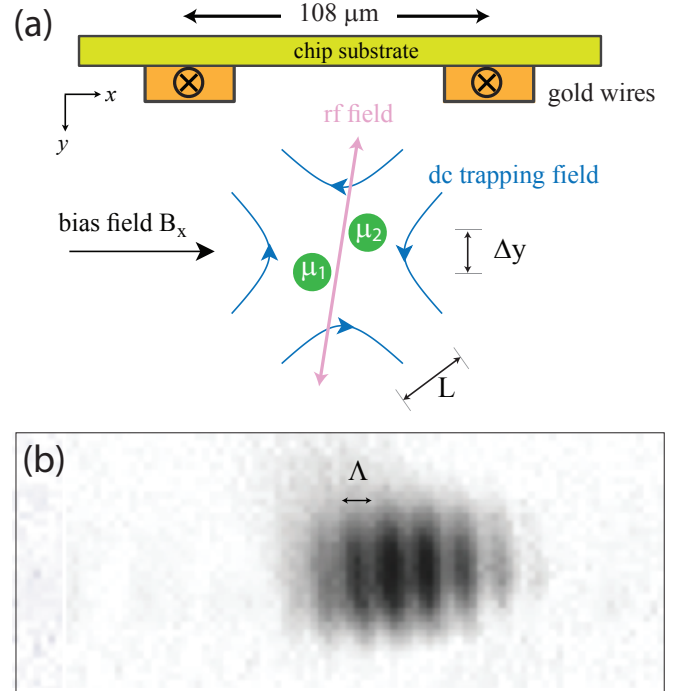 (a)
108 μm
chip substrate
gold wires
x
y
rf field
dc trapping field
bias field Bₓ
μ₂
μ₁
Δy
L
(b)
Λ